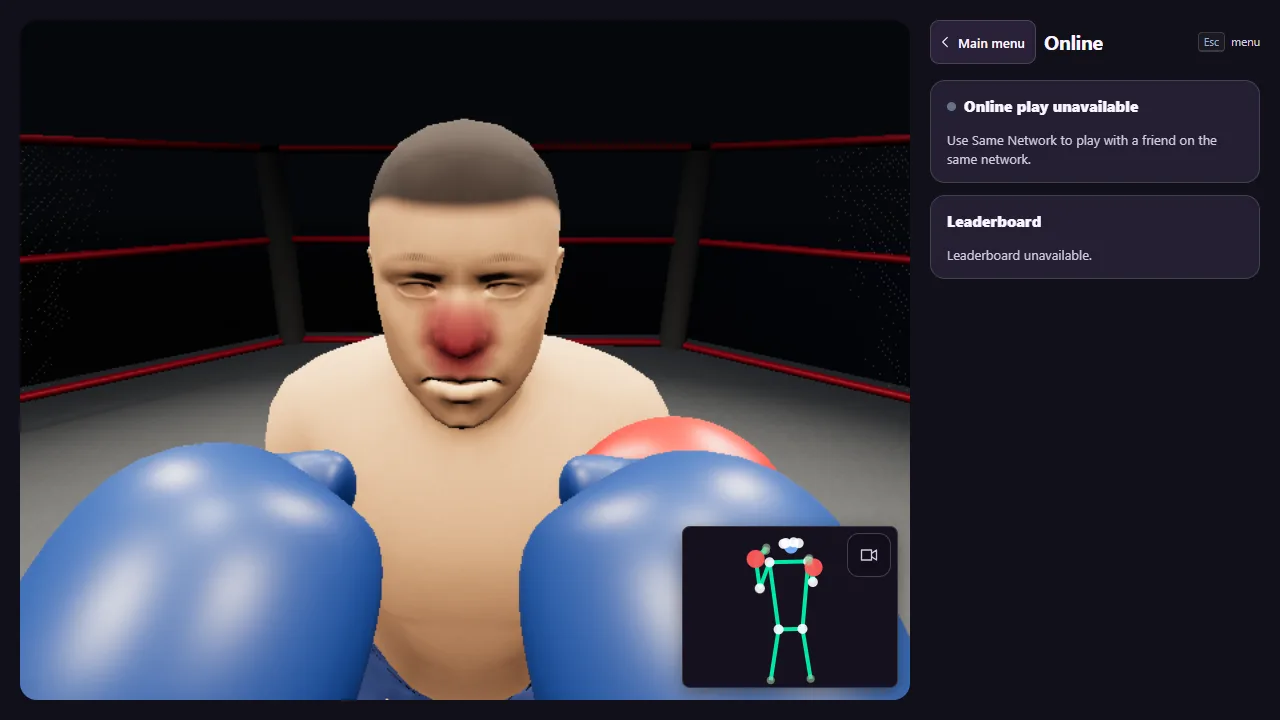 Main menu
Online
Esc menu
Online play unavailable
Use Same Network to play with a friend on the
same network.
Leaderboard
Leaderboard unavailable.